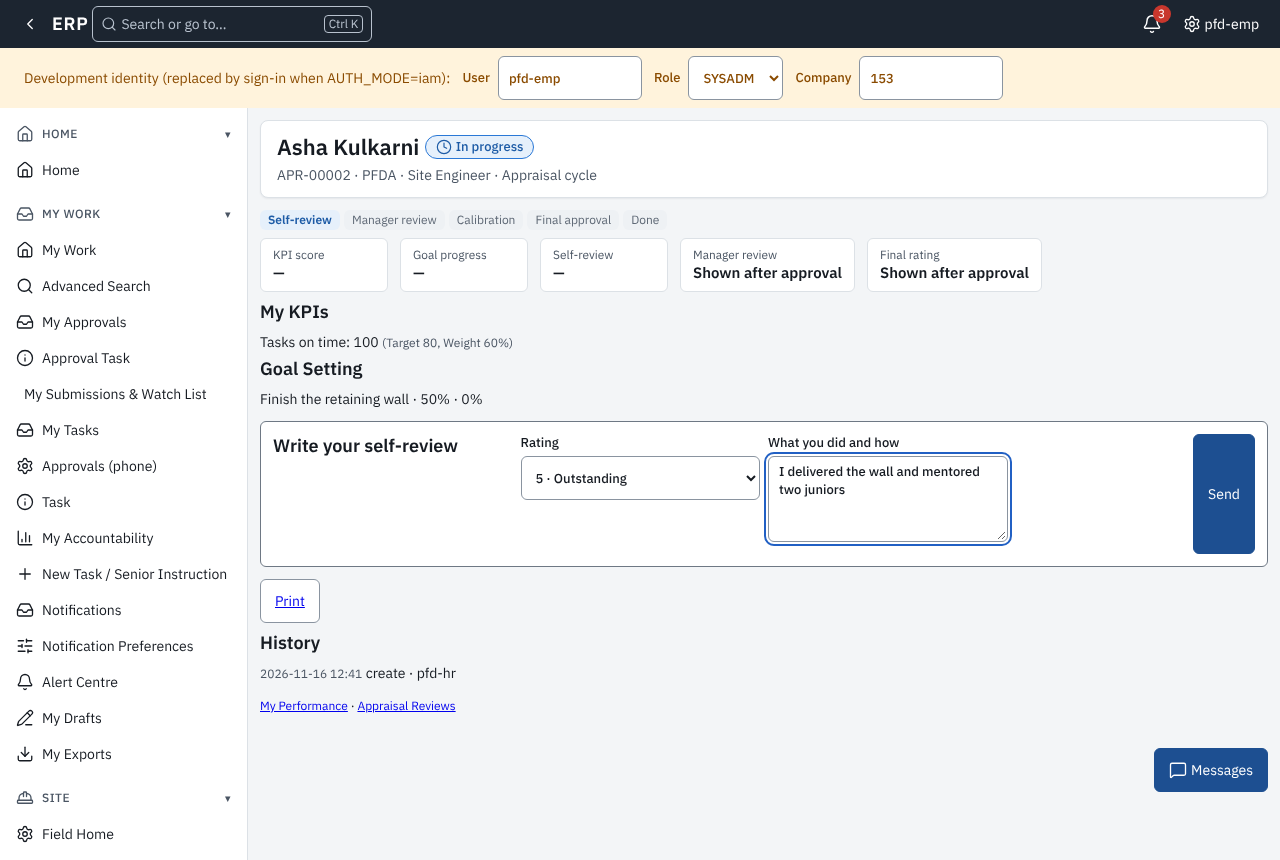 ERP
Search or go to...
Ctrl K
3
pfd-emp
Development identity (replaced by sign-in when AUTH_MODE=iam):
User
pfd-emp
Role
SYSADM
Company
153
HOME
Home
MY WORK
My Work
Advanced Search
My Approvals
Approval Task
My Submissions & Watch List
My Tasks
Approvals (phone)
Task
My Accountability
New Task / Senior Instruction
Notifications
Notification Preferences
Alert Centre
My Drafts
My Exports
SITE
Field Home
Asha Kulkarni
In progress
APR-00002 · PFDA · Site Engineer · Appraisal cycle
Self-review
Manager review
Calibration
Final approval
Done
KPI score
—
Goal progress
—
Self-review
—
Manager review
Shown after approval
Final rating
Shown after approval
My KPIs
Tasks on time: 100 (Target 80, Weight 60%)
Goal Setting
Finish the retaining wall · 50% · 0%
Write your self-review
Rating
5 · Outstanding
What you did and how
I delivered the wall and mentored
two juniors
Send
Print
History
2026-11-16 12:41 create · pfd-hr
My Performance · Appraisal Reviews
Messages